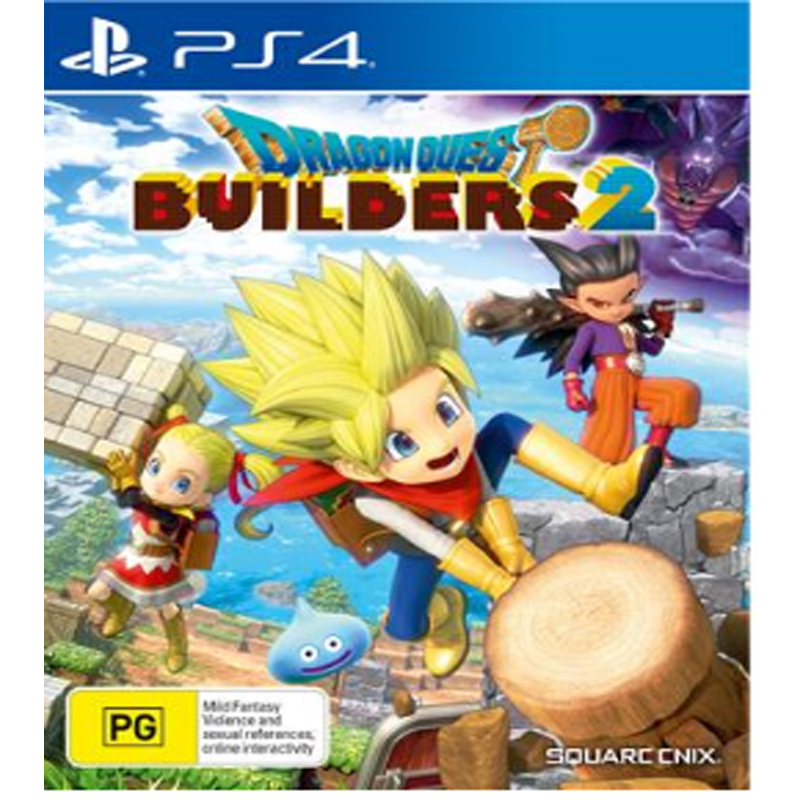 PS4
DRAGON QUEST
BUILDERS 2
PG
Mild Fantasy
Violence and
sexual references,
online interactivity
SQUARE ENIX